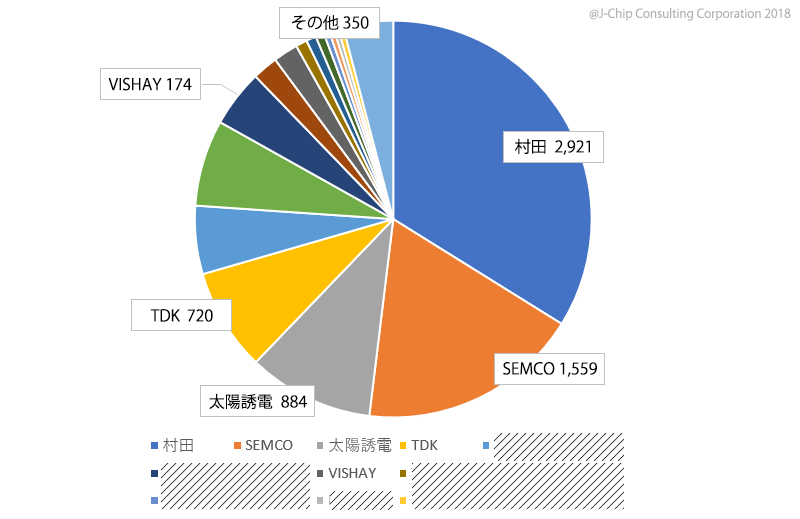 @J-Chip Consulting Corporation 2018
その他 350
VISHAY 174
村田 2,921
TDK 720
SEMCO 1,559
太陽誘電 884
村田 SEMCO 太陽誘電 TDK
VISHAY